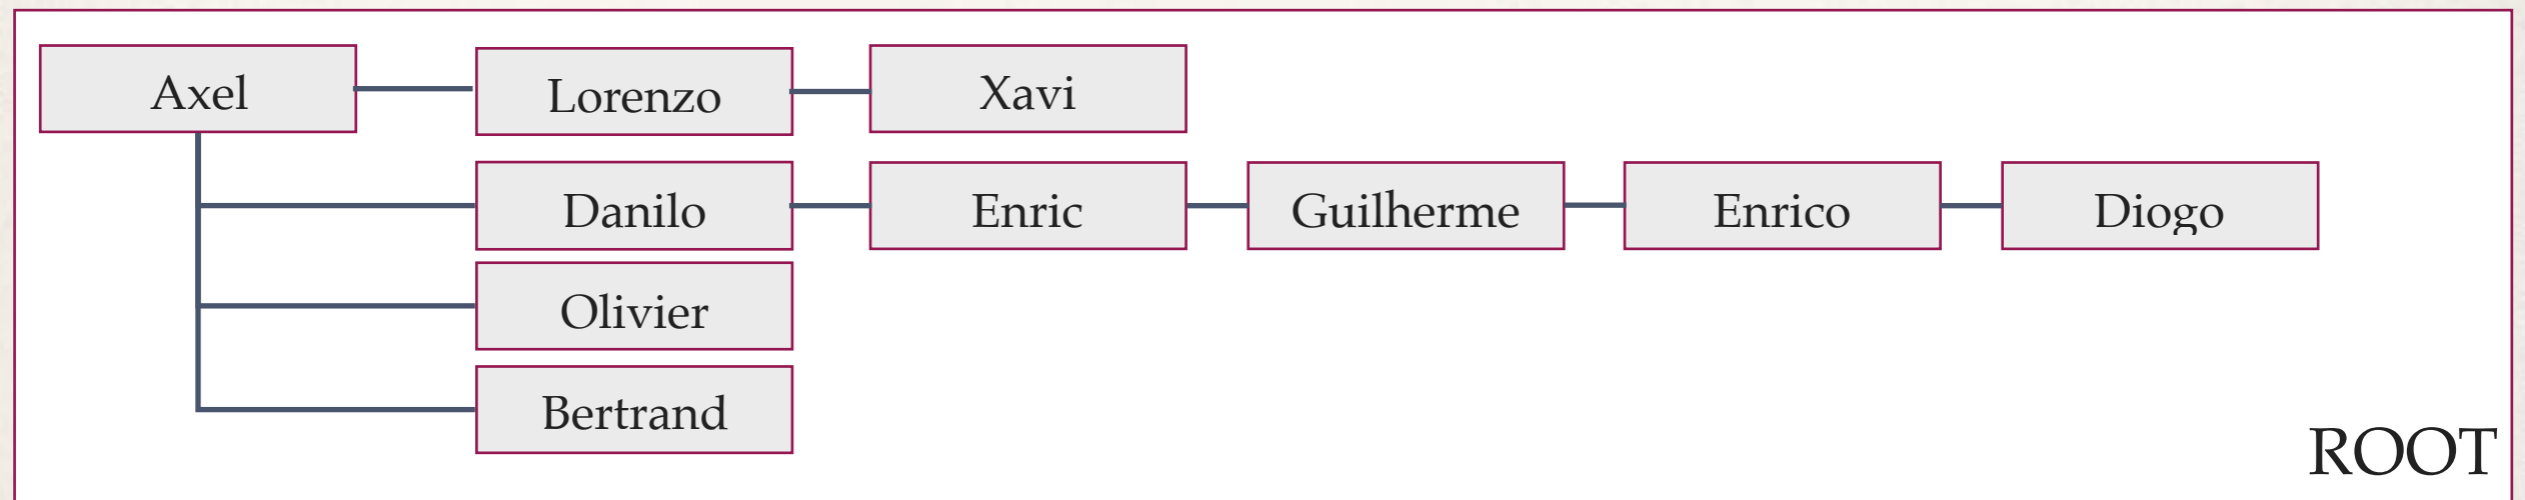 Axel
Lorenzo
Xavi
Danilo
Enric
Guilherme
Enrico
Diogo
Olivier
Bertrand
ROOT